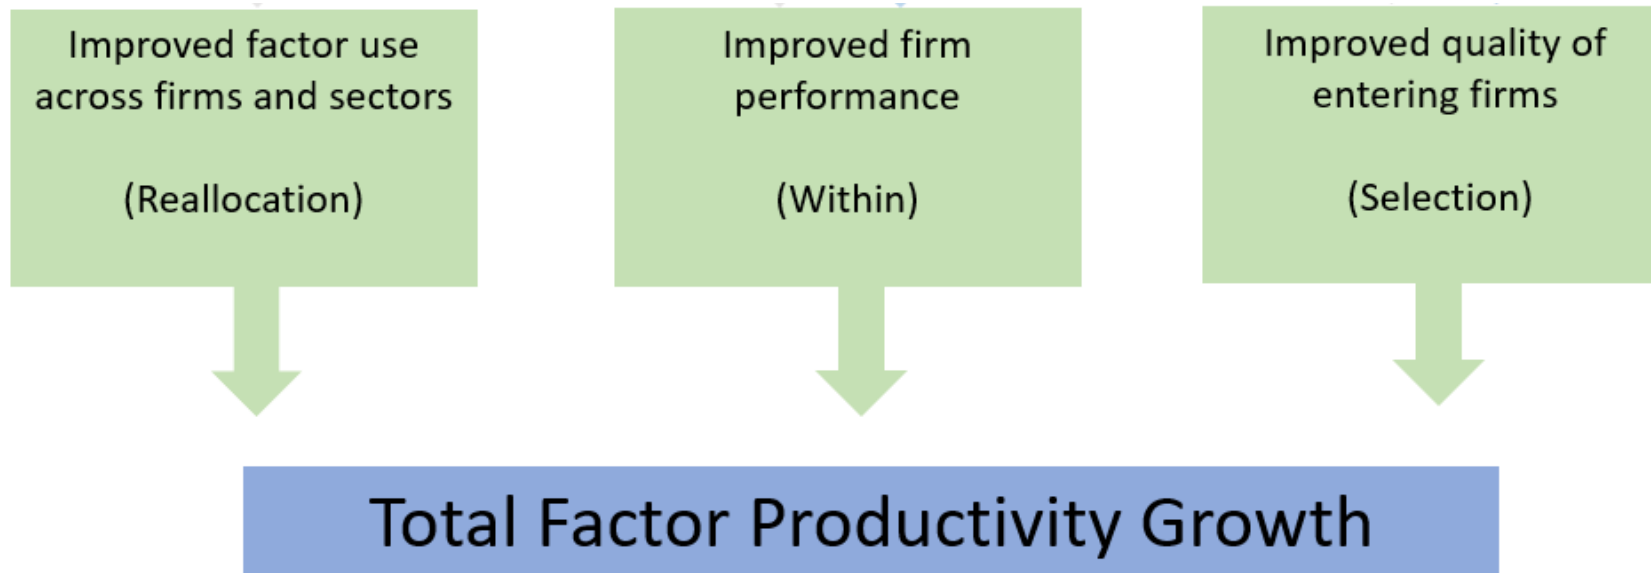 Improved factor use
across firms and sectors
(Reallocation)
Improved firm
performance
(Within)
Improved quality of
entering firms
(Selection)
Total Factor Productivity Growth